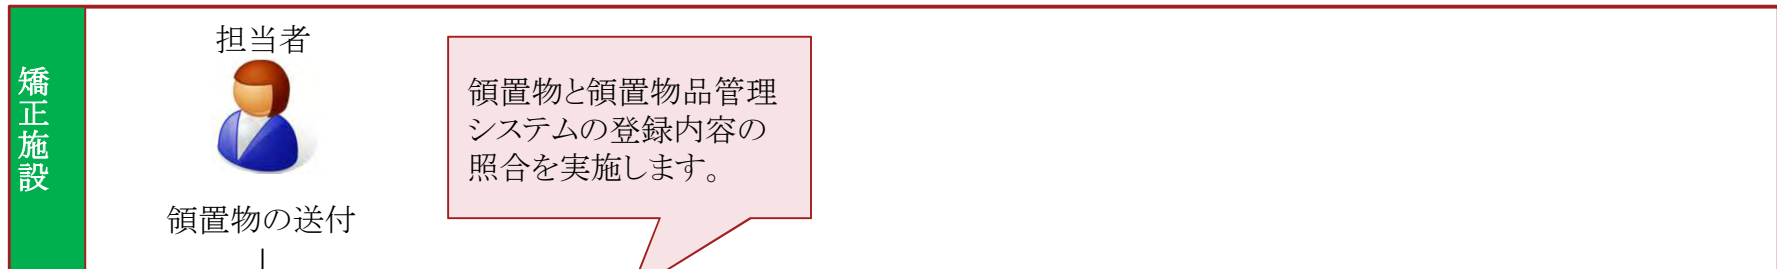 矯正施設
担当者
領置物の送付
領置物と領置物品管理
システムの登録内容の
照合を実施します。